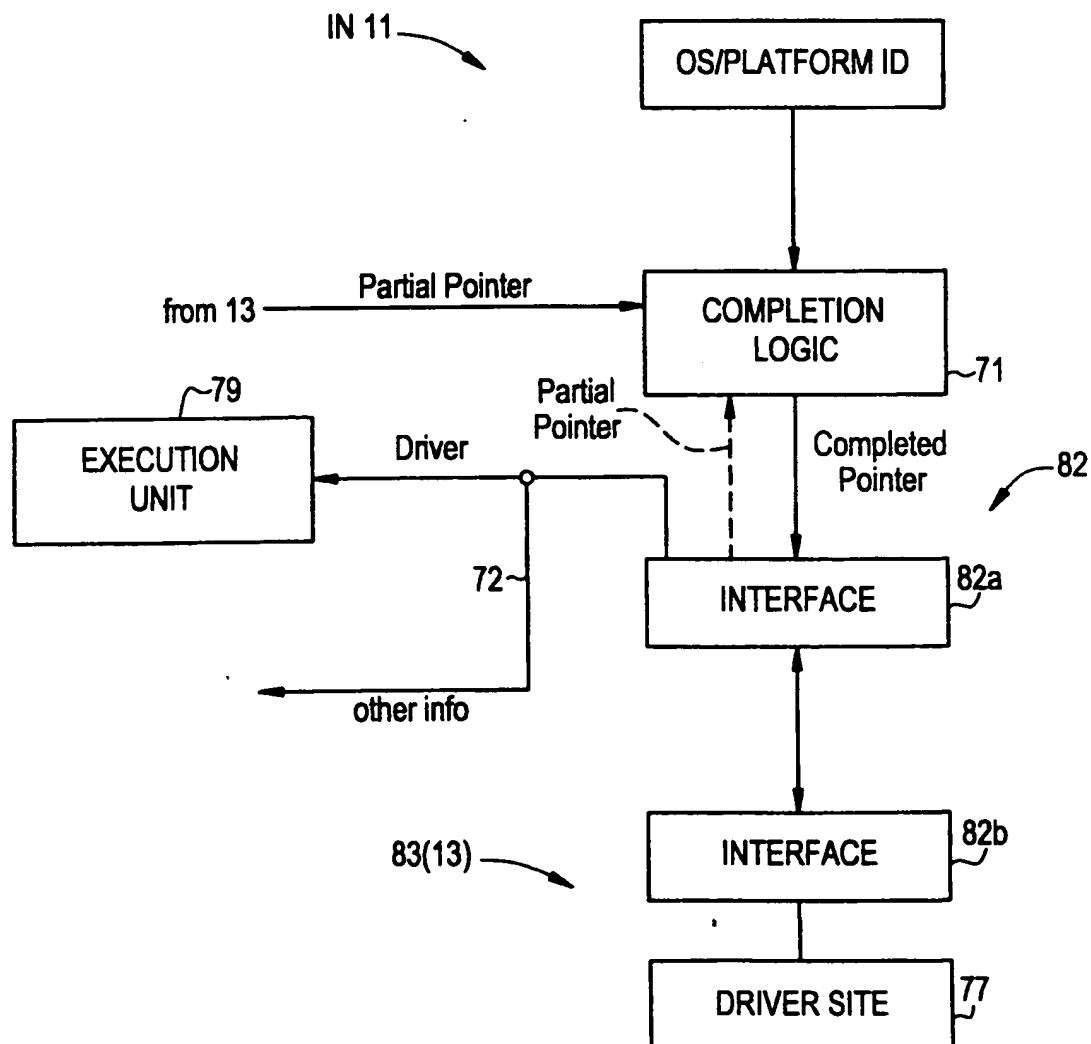 IN 11
OS/PLATFORM ID
Partial Pointer
from 13
COMPLETION
LOGIC
71
79
Partial
Pointer
Completed
Pointer
EXECUTION
UNIT
Driver
82
72
INTERFACE
82a
other info
83(13)
INTERFACE
82b
DRIVER SITE
77